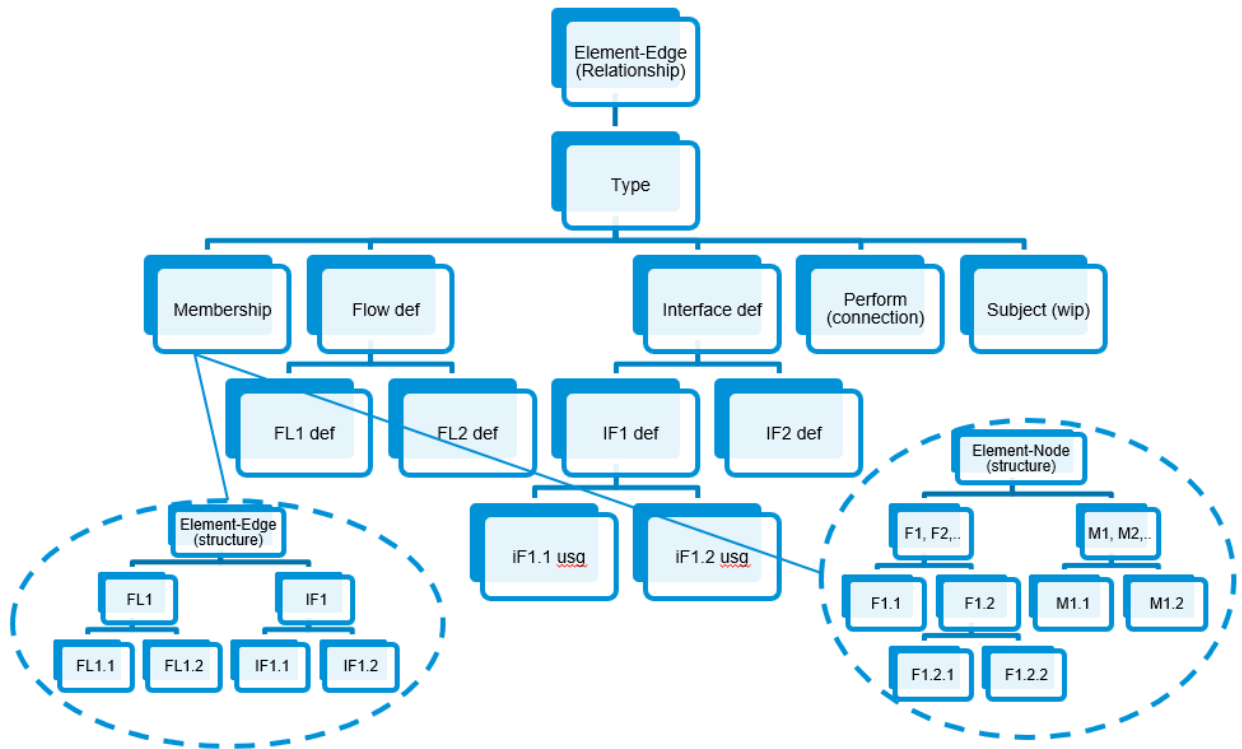 Element-Edge
(Relationship)
Type
Membership
Flow def
Interface def
Perform
(connection)
Subject (wip)
FL1 def
FL2 def
IF1 def
IF2 def
iF1.1 usg
iF1.2 usg
Element-Edge
(structure)
FL1
IF1
FL1.1
FL1.2
IF1.1
IF1.2
Element-Node
(structure)
F1, F2,..
M1, M2,..
F1.1
F1.2
M1.1
M1.2
F1.2.1
F1.2.2